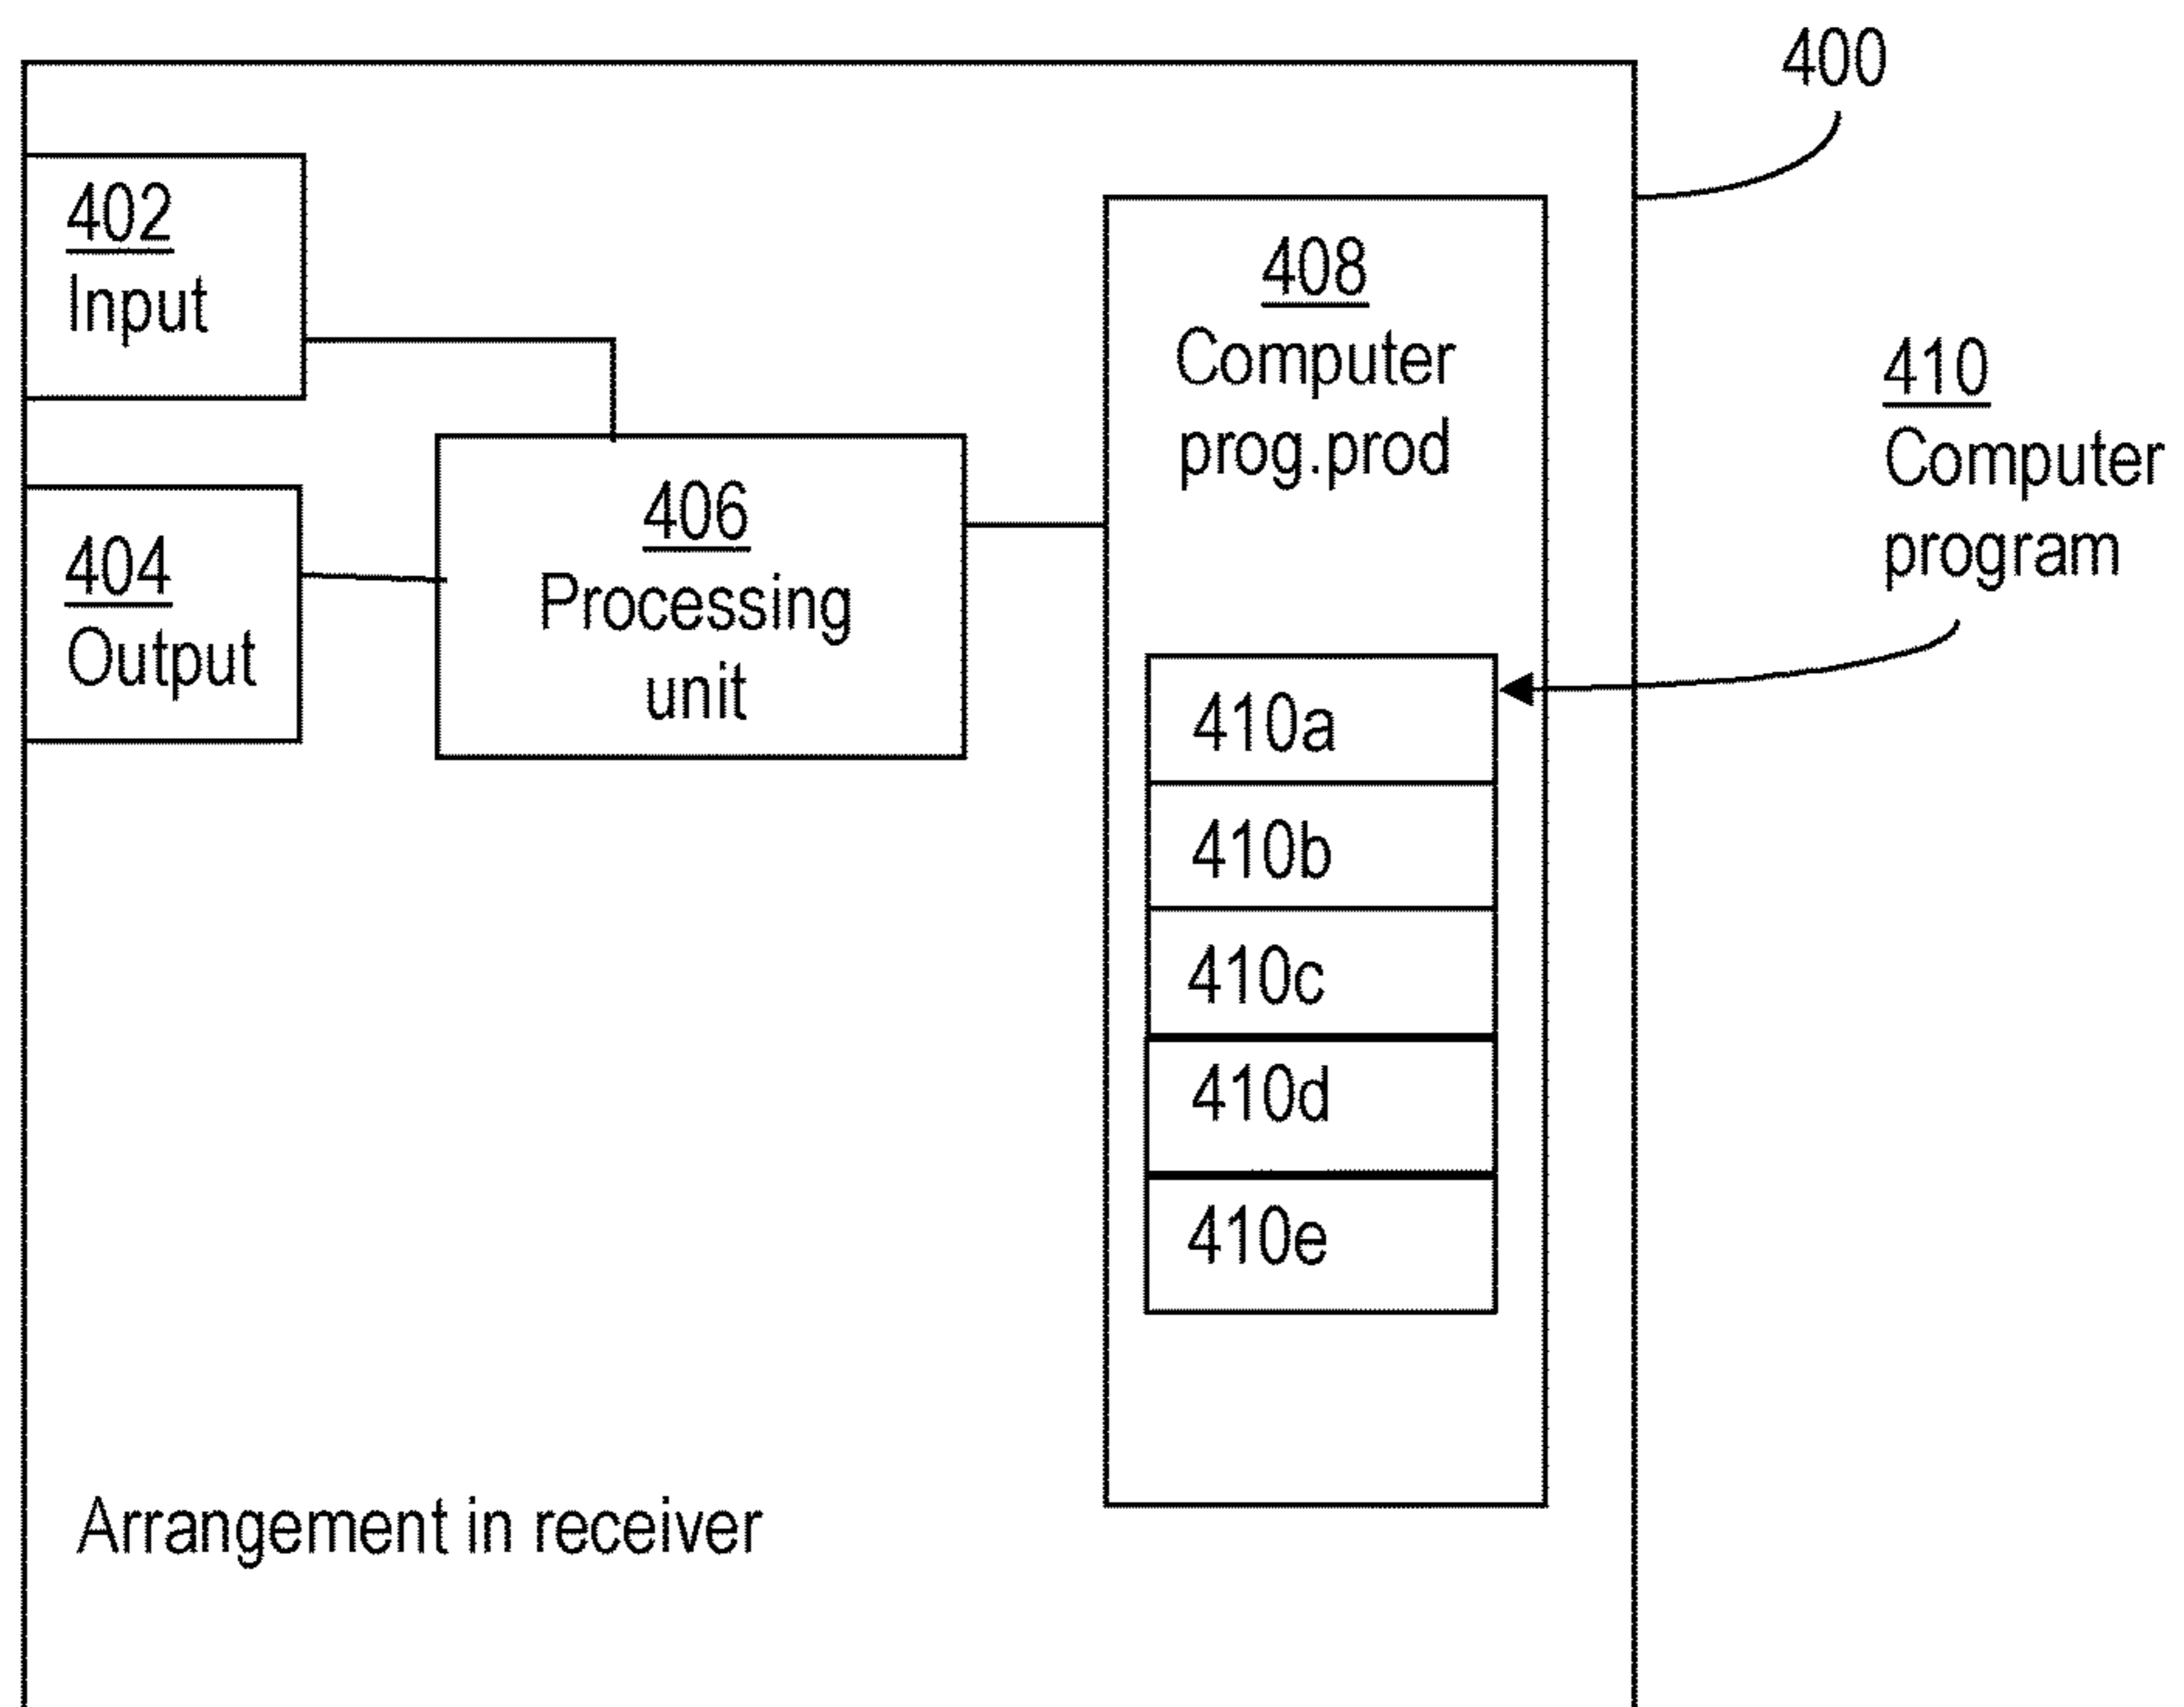 400
402
Input
404
Output
406
Processing
unit
408
Computer
prog.prod
410
Computer
program
410a
410b
410c
410d
410e
Arrangement in receiver